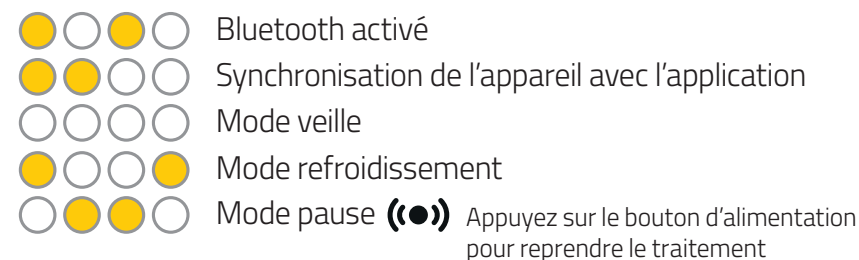 Bluetooth activé
Synchronisation de l’appareil avec l’application
Mode veille
Mode refroidissement
Mode pause Appuyez sur le bouton d’alimentation
pour reprendre le traitement